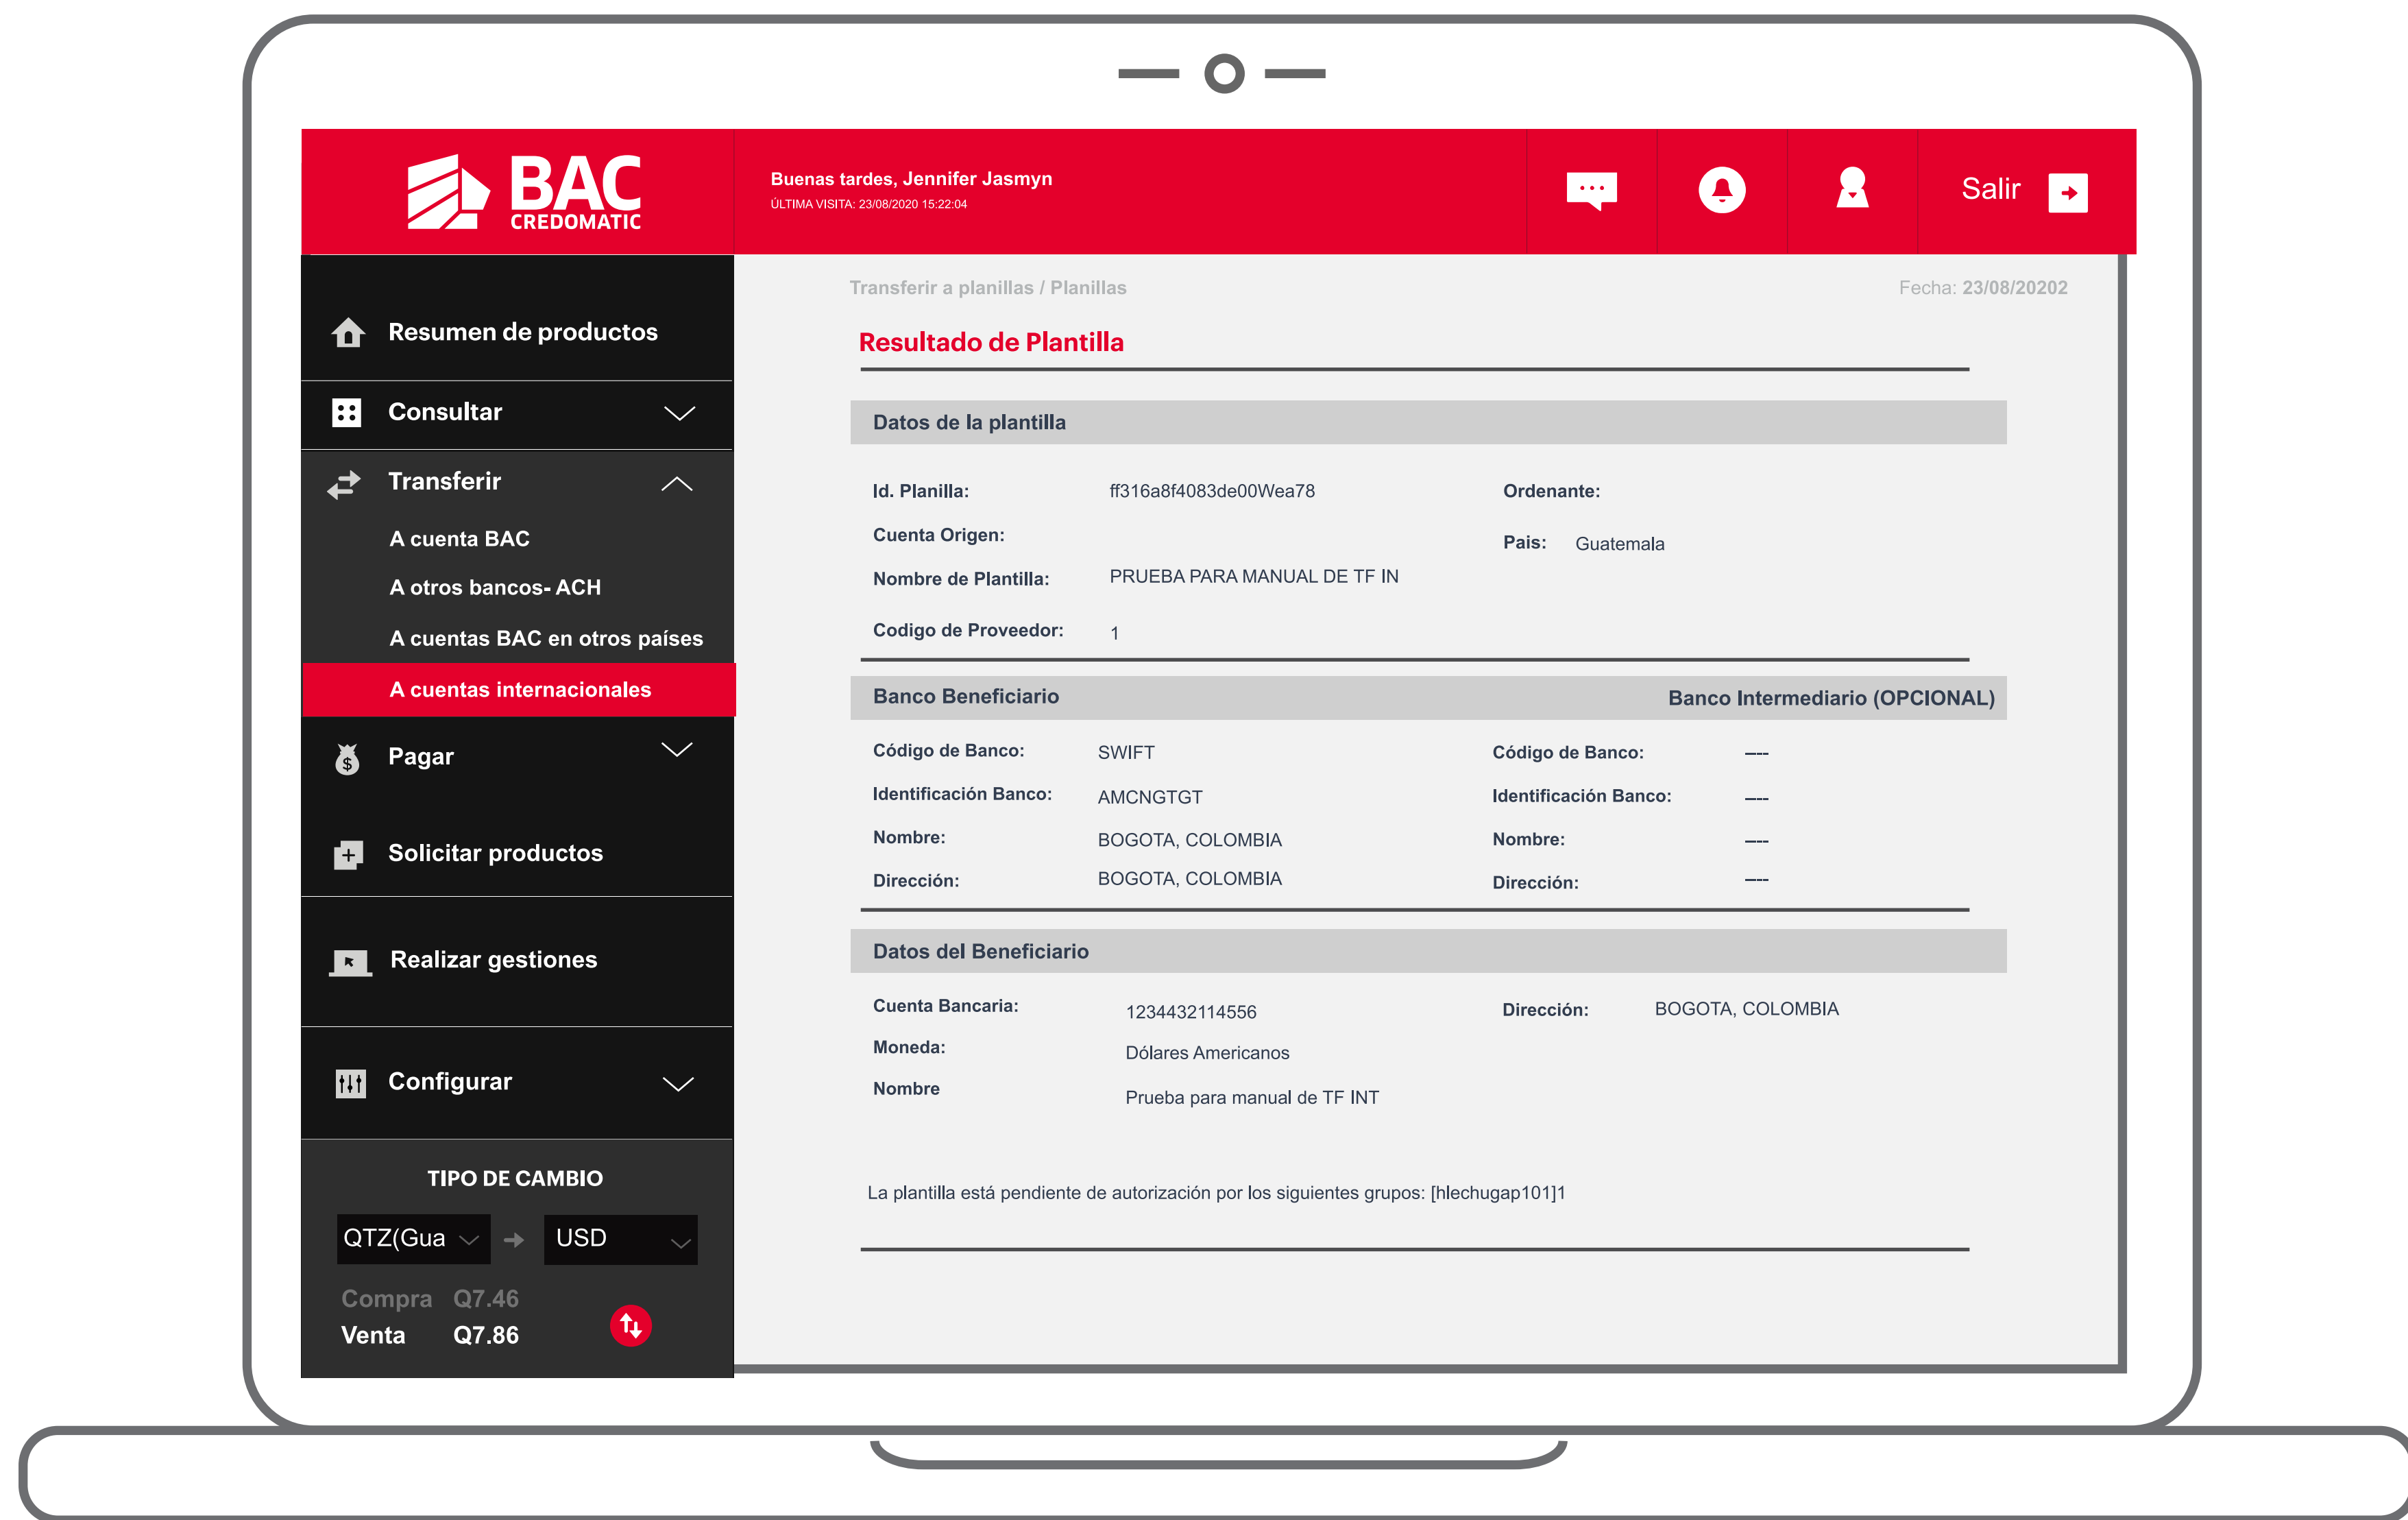 BAC
CREDOMATIC
Buenas tardes, Jennifer Jasmyn
ÚLTIMA VISITA: 23/08/2020 15:22:04
Salir
Resumen de productos
Consultar
Transferir
A cuenta BAC
A otros bancos- ACH
A cuentas BAC en otros países
A cuentas internacionales
Pagar
Solicitar productos
Realizar gestiones
Configurar
TIPO DE CAMBIO
QTZ(Gua
USD
Compra Q7.46
Venta Q7.86
Transferir a planillas / Planillas
Fecha: 23/08/20202
Resultado de Plantilla
Datos de la plantilla
Id. Planilla: ff316a8f4083de00Wea78
Ordenante:
Cuenta Origen:
Pais: Guatemala
Nombre de Plantilla: PRUEBA PARA MANUAL DE TF IN
Codigo de Proveedor: 1
Banco Beneficiario
Banco Intermediario (OPCIONAL)
Código de Banco: SWIFT
Código de Banco: ----
Identificación Banco: AMCNGTGT
Identificación Banco: ----
Nombre: BOGOTA, COLOMBIA
Nombre: ----
Dirección: BOGOTA, COLOMBIA
Dirección: ----
Datos del Beneficiario
Cuenta Bancaria: 1234432114556
Dirección: BOGOTA, COLOMBIA
Moneda: Dólares Americanos
Nombre Prueba para manual de TF INT
La plantilla está pendiente de autorización por los siguientes grupos: [hlechugap101]1